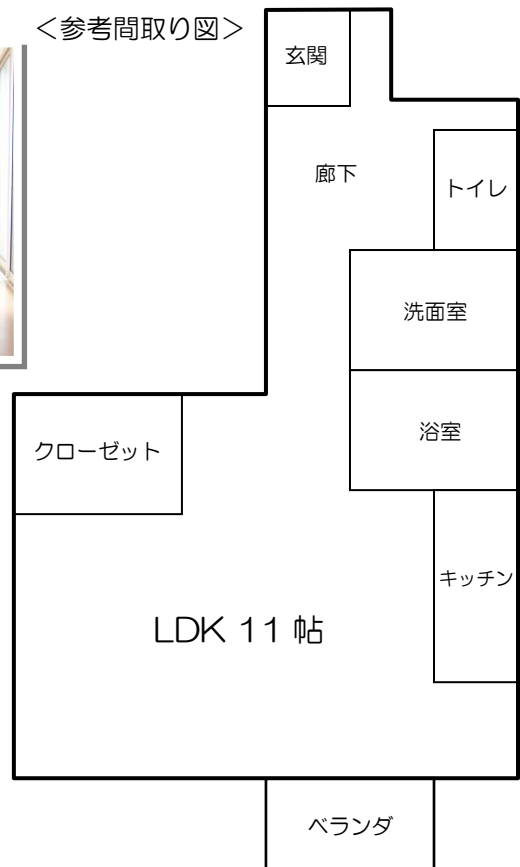 ＜参考間取り図＞
玄関
廊下
トイレ
洗面室
浴室
クローゼット
キッチン
LDK 11 帖
ベランダ